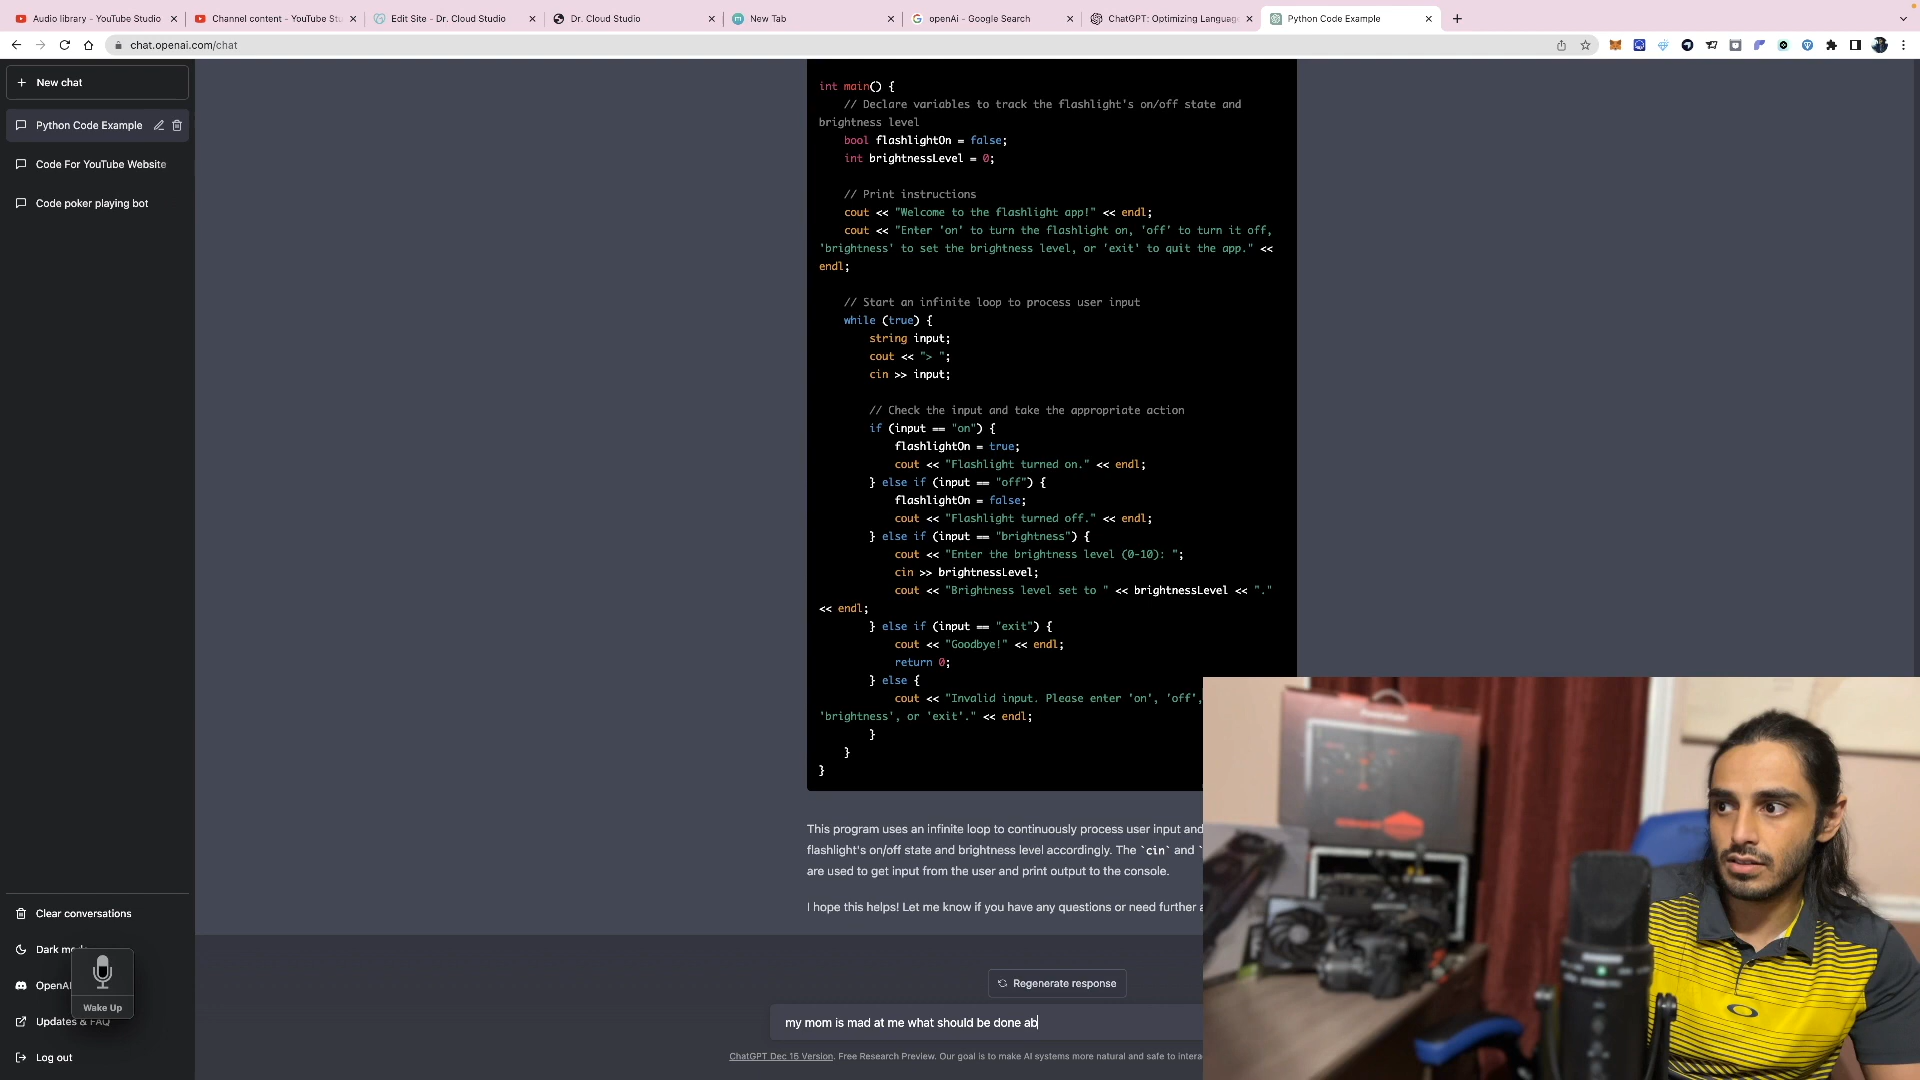 Audio library - YouTube Studio
Channel content - YouTube Stu
Edit Site - Dr. Cloud Studio
Dr. Cloud Studio
New Tab
openAi - Google Search
ChatGPT: Optimizing Language
Python Code Example
chat.openai.com/chat
New chat
Python Code Example
Code For YouTube Website
Code poker playing bot
int main() {
// Declare variables to track the flashlight's on/off state and
brightness level
bool flashlightOn = false;
int brightnessLevel = 0;
// Print instructions
cout << "Welcome to the flashlight app!" << endl;
cout << "Enter 'on' to turn the flashlight on, 'off' to turn it off,
'brightness' to set the brightness level, or 'exit' to quit the app." <<
endl;
// Start an infinite loop to process user input
while (true) {
string input;
cout << "> ";
cin >> input;
// Check the input and take the appropriate action
if (input == "on") {
flashlightOn = true;
cout << "Flashlight turned on." << endl;
} else if (input == "off") {
flashlightOn = false;
cout << "Flashlight turned off." << endl;
} else if (input == "brightness") {
cout << "Enter the brightness level (0-10): ";
cin >> brightnessLevel;
cout << "Brightness level set to " << brightnessLevel << "."
<< endl;
} else if (input == "exit") {
cout << "Goodbye!" << endl;
return 0;
} else {
cout << "Invalid input. Please enter 'on', 'off',
'brightness', or 'exit'." << endl;
}
}
}
This program uses an infinite loop to continuously process user input and
flashlight's on/off state and brightness level accordingly. The `cin` and `
are used to get input from the user and print output to the console.
I hope this helps! Let me know if you have any questions or need further a
Clear conversations
Dark mo
OpenAI
Wake Up
Updates & FAQ
Log out
Regenerate response
my mom is mad at me what should be done ab
ChatGPT Dec 15 Version. Free Research Preview. Our goal is to make AI systems more natural and safe to intera